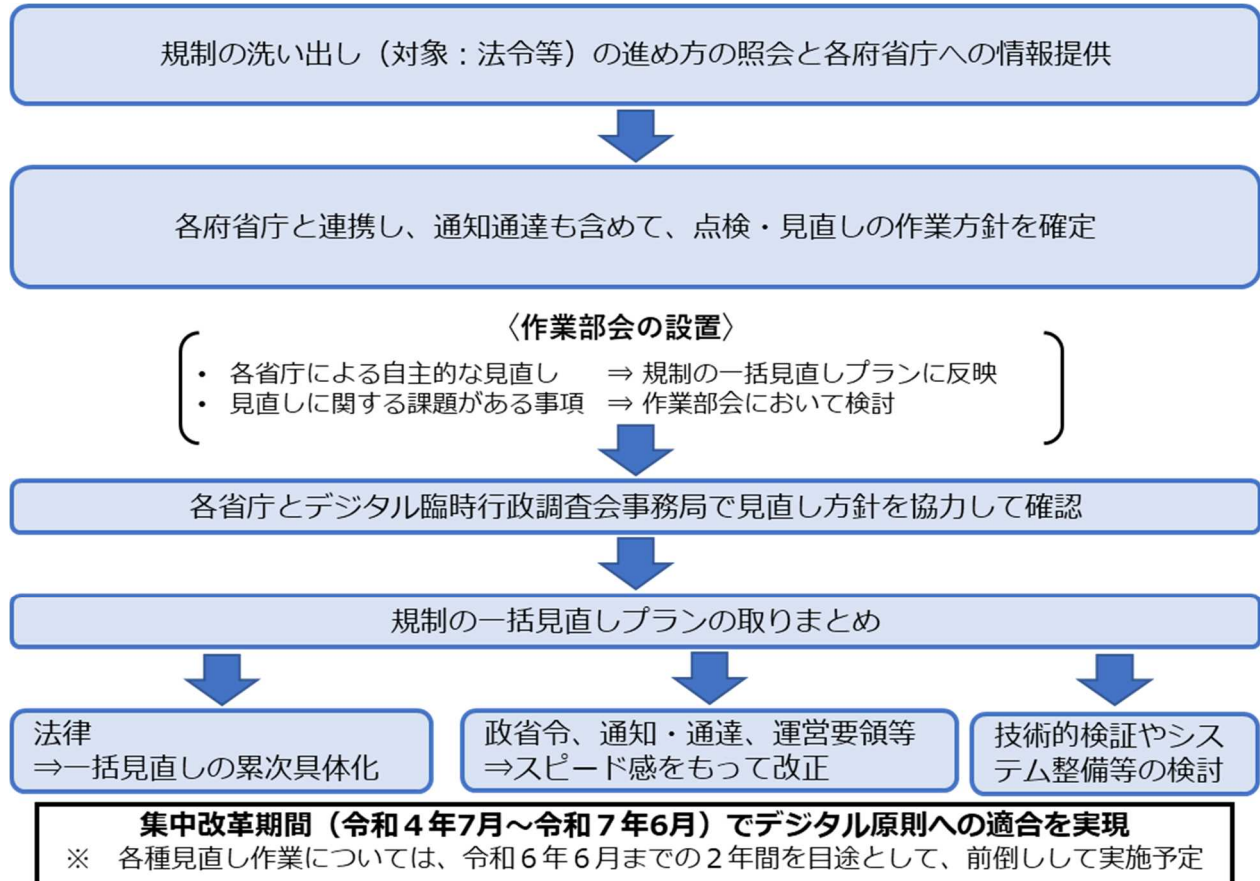 規制の洗い出し（対象：法令等）の進め方の照会と各府省庁への情報提供
各府省庁と連携し、通知通達も含めて、点検・見直しの作業方針を確定
〈作業部会の設置〉
・ 各省庁による自主的な見直し ⇒ 規制の一括見直しプランに反映
・ 見直しに関する課題がある事項 ⇒ 作業部会において検討
各省庁とデジタル臨時行政調査会事務局で見直し方針を協力して確認
規制の一括見直しプランの取りまとめ
法律
⇒一括見直しの累次具体化
政省令、通知・通達、運営要領等
⇒スピード感をもって改正
技術的検証やシス
テム整備等の検討
集中改革期間（令和４年7月～令和７年6月）でデジタル原則への適合を実現
※ 各種見直し作業については、令和６年６月までの２年間を目途として、前倒しして実施予定